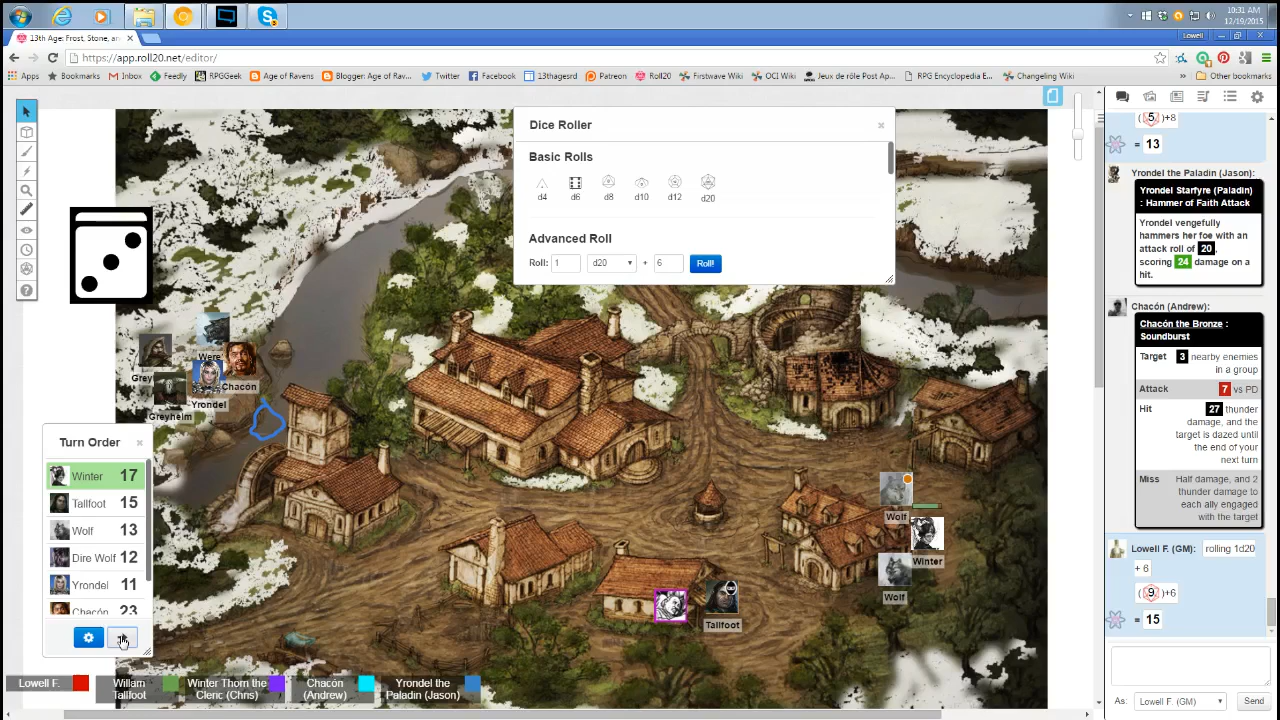 10:31 AM
12/19/2015
13th Age: Frost, Stone, an
Lowell
https://app.roll20.net/editor/
Apps
Bookmarks
Inbox
Feedly
RPGGeek
Age of Ravens
Blogger: Age of Rav...
Twitter
Facebook
13thagesrd
Patreon
Roll20
Firstwave Wiki
OCI Wiki
Jeux de rôle Post Ap...
RPG Encyclopedia E...
Changeling Wiki
Other bookmarks
Dice Roller
Basic Rolls
d4 d6 d8 d10 d12 d20
Advanced Roll
Roll: 1 d20 + 6 Roll!
Were
Grey
Chacón
Yrondel
Greyhelm
Turn Order
Winter 17
Tallfoot 15
Wolf 13
Dire Wolf 12
Yrondel 11
Chacón 23
Wolf
Winter
Wolf
Tallfoot
Lowell F.
Willam
Tallfoot
Winter Thorn the
Cleric (Chris)
Chacón
(Andrew)
Yrondel the
Paladin (Jason)
(5)+8
= 13
Yrondel the Paladin (Jason):
Yrondel Starfyre (Paladin)
: Hammer of Faith Attack
Yrondel vengefully
hammers her foe with an
attack roll of 20,
scoring 24 damage on a
hit.
Chacón (Andrew):
Chacón the Bronze :
Soundburst
Target 3 nearby enemies
in a group
Attack 7 vs PD
Hit 27 thunder
damage, and the
target is dazed until
the end of your
next turn
Miss Half damage, and 2
thunder damage to
each ally engaged
with the target
Lowell F. (GM): rolling 1d20
+ 6
(9)+6
= 15
As: Lowell F. (GM) Send